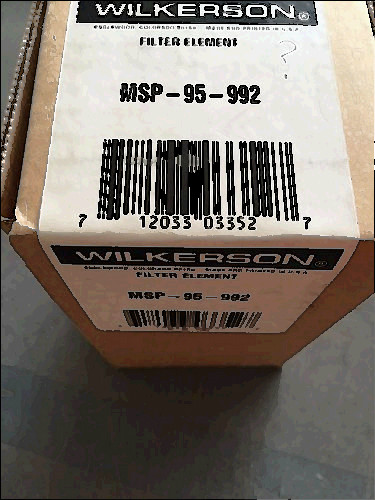 WILKERSON®
FILTER ELEMENT
?
MSP-95-992
7 12033 03352 7
WILKERSON®
FILTER ELEMENT
MSP-95-992